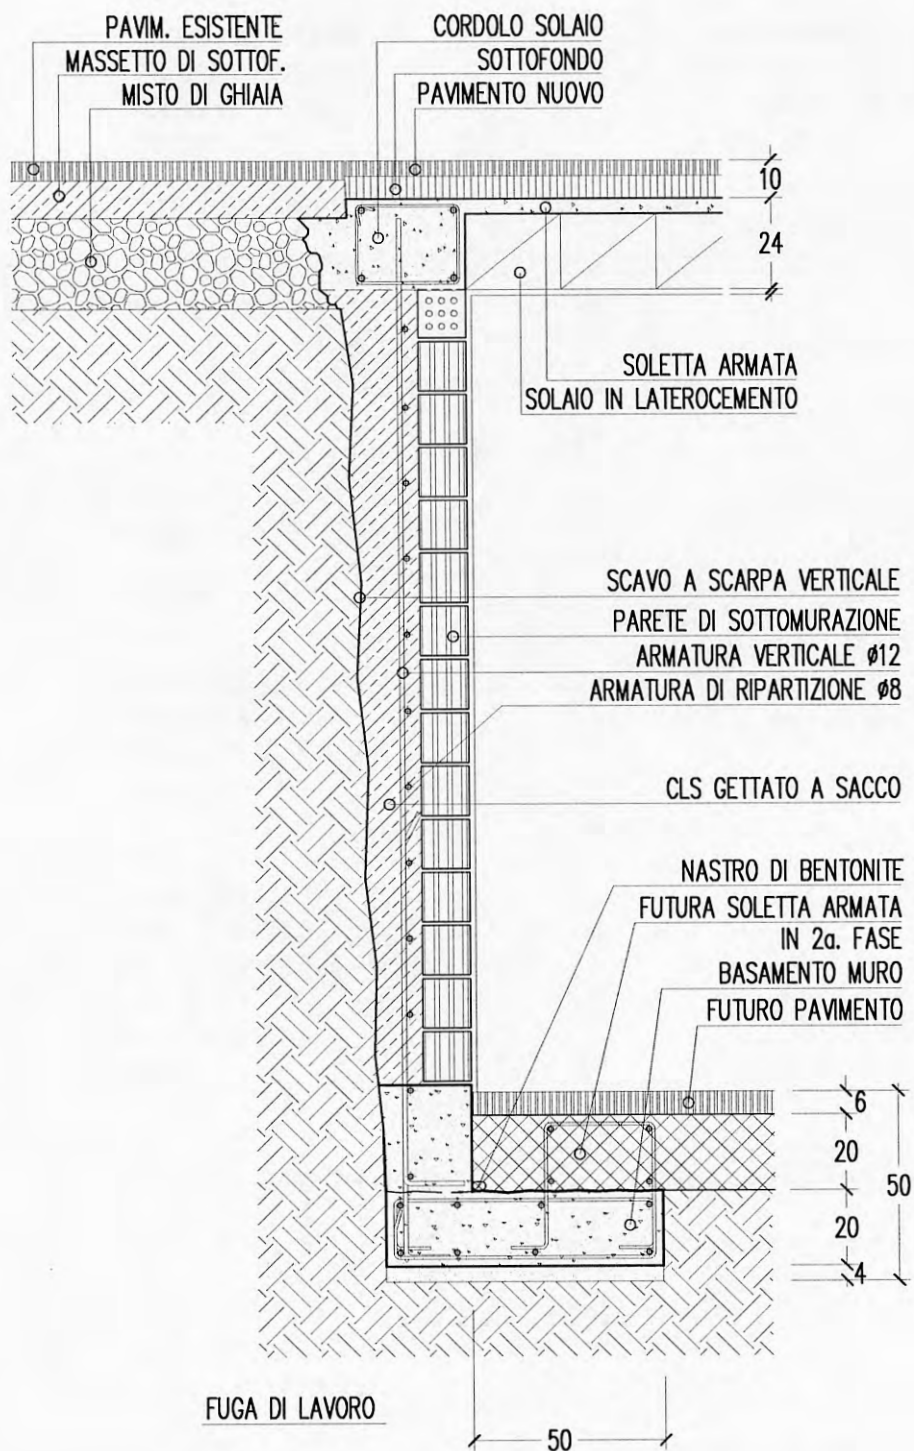 PAVIM. ESISTENTE
MASSETTO DI SOTTOF.
MISTO DI GHIAIA
CORDOLO SOLAIO
SOTTOFONDO
PAVIMENTO NUOVO
10
24
SOLETTA ARMATA
SOLAIO IN LATEROCEMENTO
SCAVO A SCARPA VERTICALE
PARETE DI SOTTOMURAZIONE
ARMATURA VERTICALE ø12
ARMATURA DI RIPARTIZIONE ø8
CLS GETTATO A SACCO
NASTRO DI BENTONITE
FUTURA SOLETTA ARMATA
IN 2a. FASE
BASAMENTO MURO
FUTURO PAVIMENTO
6
20
50
20
4
FUGA DI LAVORO
50